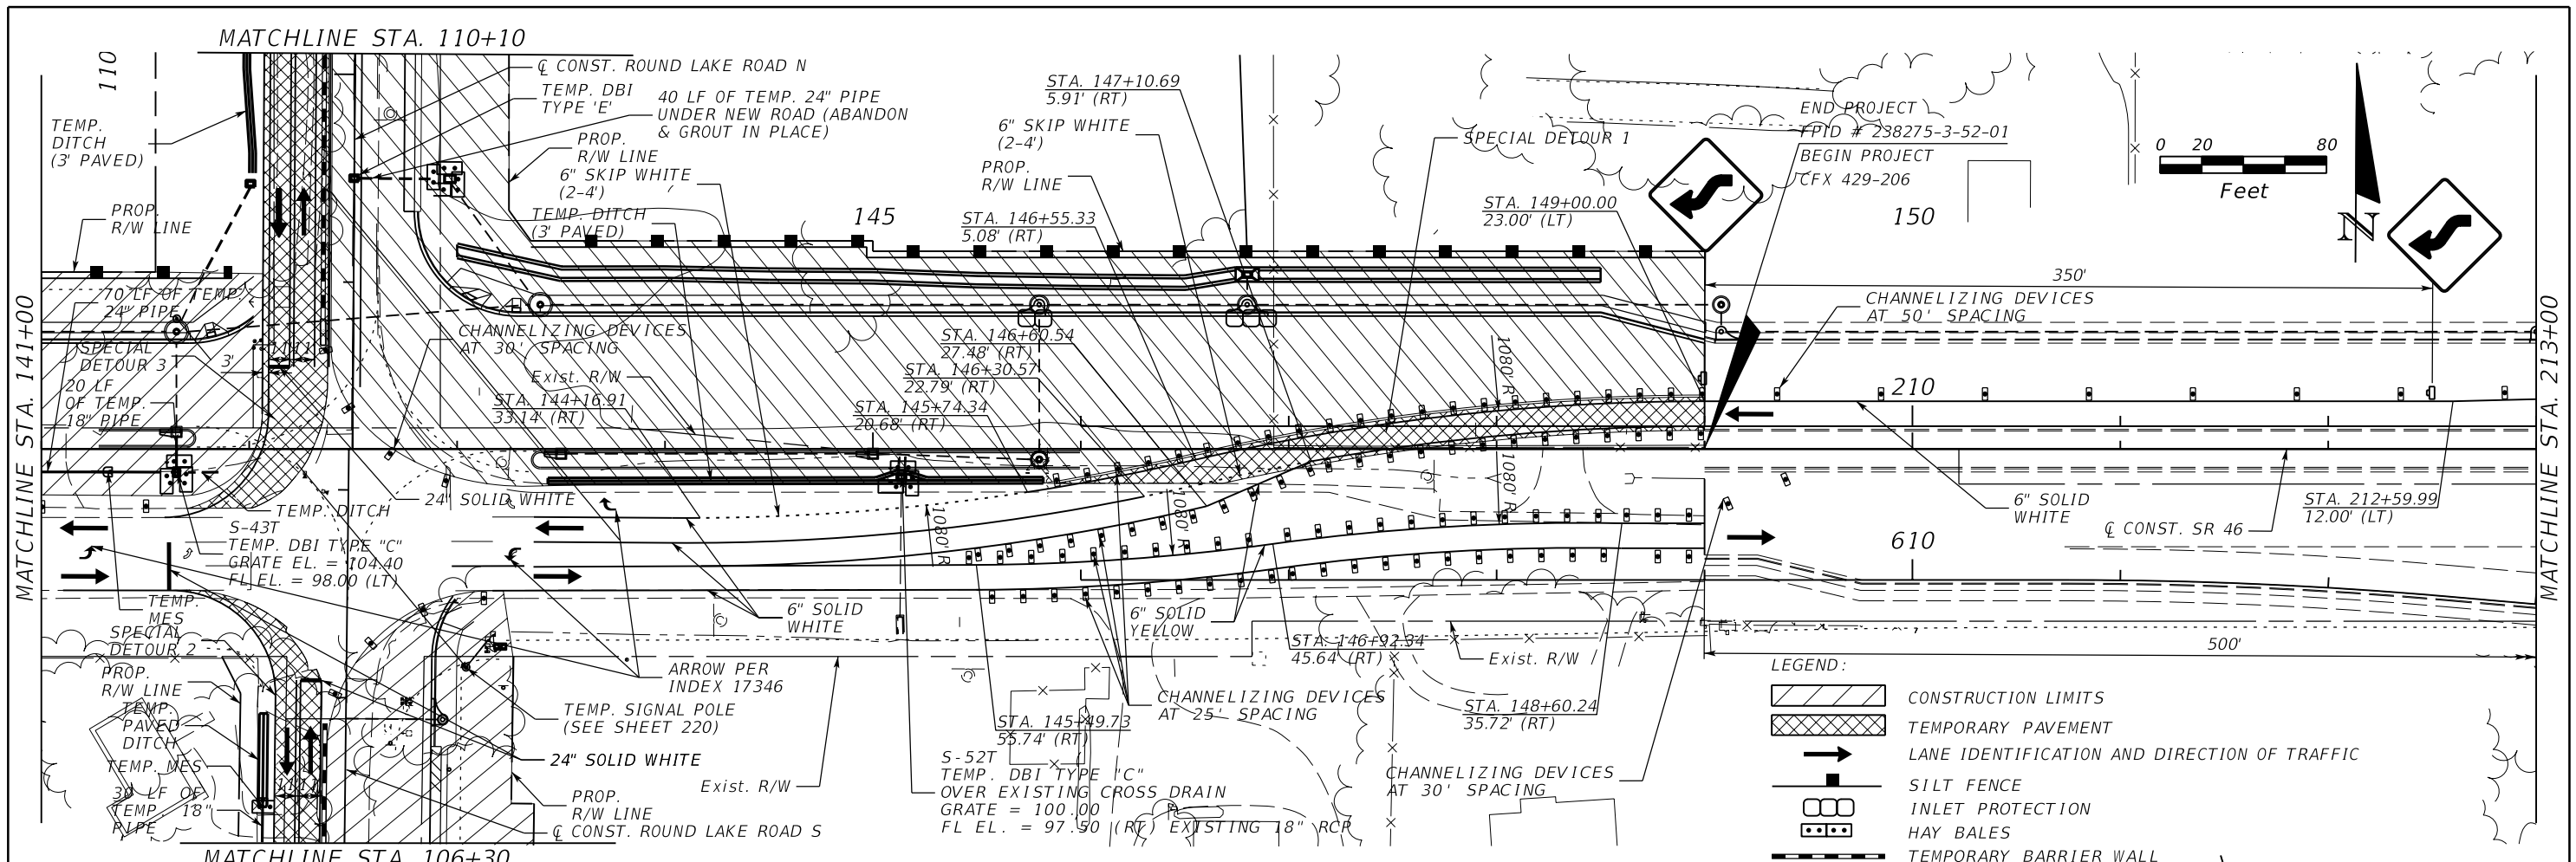 MATCHLINE STA. 110+10
110
℄ CONST. ROUND LAKE ROAD N
TEMP. DBI
TYPE 'E'
40 LF OF TEMP. 24" PIPE
UNDER NEW ROAD (ABANDON
& GROUT IN PLACE)
TEMP.
DITCH
(3' PAVED)
PROP.
R/W LINE
6" SKIP WHITE
(2-4')
TEMP. DITCH
(3' PAVED)
PROP.
R/W LINE
145
STA. 147+10.69
5.91' (RT)
6" SKIP WHITE
(2-4')
PROP.
R/W LINE
STA. 146+55.33
5.08' (RT)
SPECIAL DETOUR 1
STA. 149+00.00
23.00' (LT)
END PROJECT
FPID # 238275-3-52-01
BEGIN PROJECT
CFX 429-206
150
0 20 80
Feet
N
350'
CHANNELIZING DEVICES
AT 50' SPACING
MATCHLINE STA. 141+00
MATCHLINE STA. 213+00
70 LF OF TEMP.
24" PIPE
SPECIAL
DETOUR 3
3'
11'
11'
20 LF
OF TEMP.
18" PIPE
CHANNELIZING DEVICES
AT 30' SPACING
Exist. R/W
STA. 144+16.91
33.14' (RT)
STA. 146+60.54
27.48' (RT)
STA. 146+30.57
22.79' (RT)
STA. 145+74.34
20.68' (RT)
1080' R
1080' R
1080' R
1080' R
210
24" SOLID WHITE
TEMP. DITCH
S-43T
TEMP. DBI TYPE "C"
GRATE EL. = 104.40
FL EL. = 98.00 (LT)
6" SOLID
WHITE
STA. 212+59.99
12.00' (LT)
℄ CONST. SR 46
610
TEMP.
MES
SPECIAL
DETOUR 2
PROP.
R/W LINE
TEMP.
PAVED
DITCH
TEMP. MES
30 LF OF
TEMP. 18"
PIPE
11'
11'
6" SOLID
WHITE
6" SOLID
YELLOW
STA. 146+92.34
45.64' (RT)
Exist. R/W
500'
ARROW PER
INDEX 17346
TEMP. SIGNAL POLE
(SEE SHEET 220)
24" SOLID WHITE
Exist. R/W
PROP.
R/W LINE
℄ CONST. ROUND LAKE ROAD S
CHANNELIZING DEVICES
AT 25' SPACING
STA. 145+49.73
55.74' (RT)
STA. 148+60.24
35.72' (RT)
S-52T
TEMP. DBI TYPE "C"
OVER EXISTING CROSS DRAIN
GRATE = 100.00
FL EL. = 97.50 (RT) EXISTING 18" RCP
CHANNELIZING DEVICES
AT 30' SPACING
LEGEND:
CONSTRUCTION LIMITS
TEMPORARY PAVEMENT
LANE IDENTIFICATION AND DIRECTION OF TRAFFIC
SILT FENCE
INLET PROTECTION
HAY BALES
TEMPORARY BARRIER WALL
MATCHLINE STA. 106+30